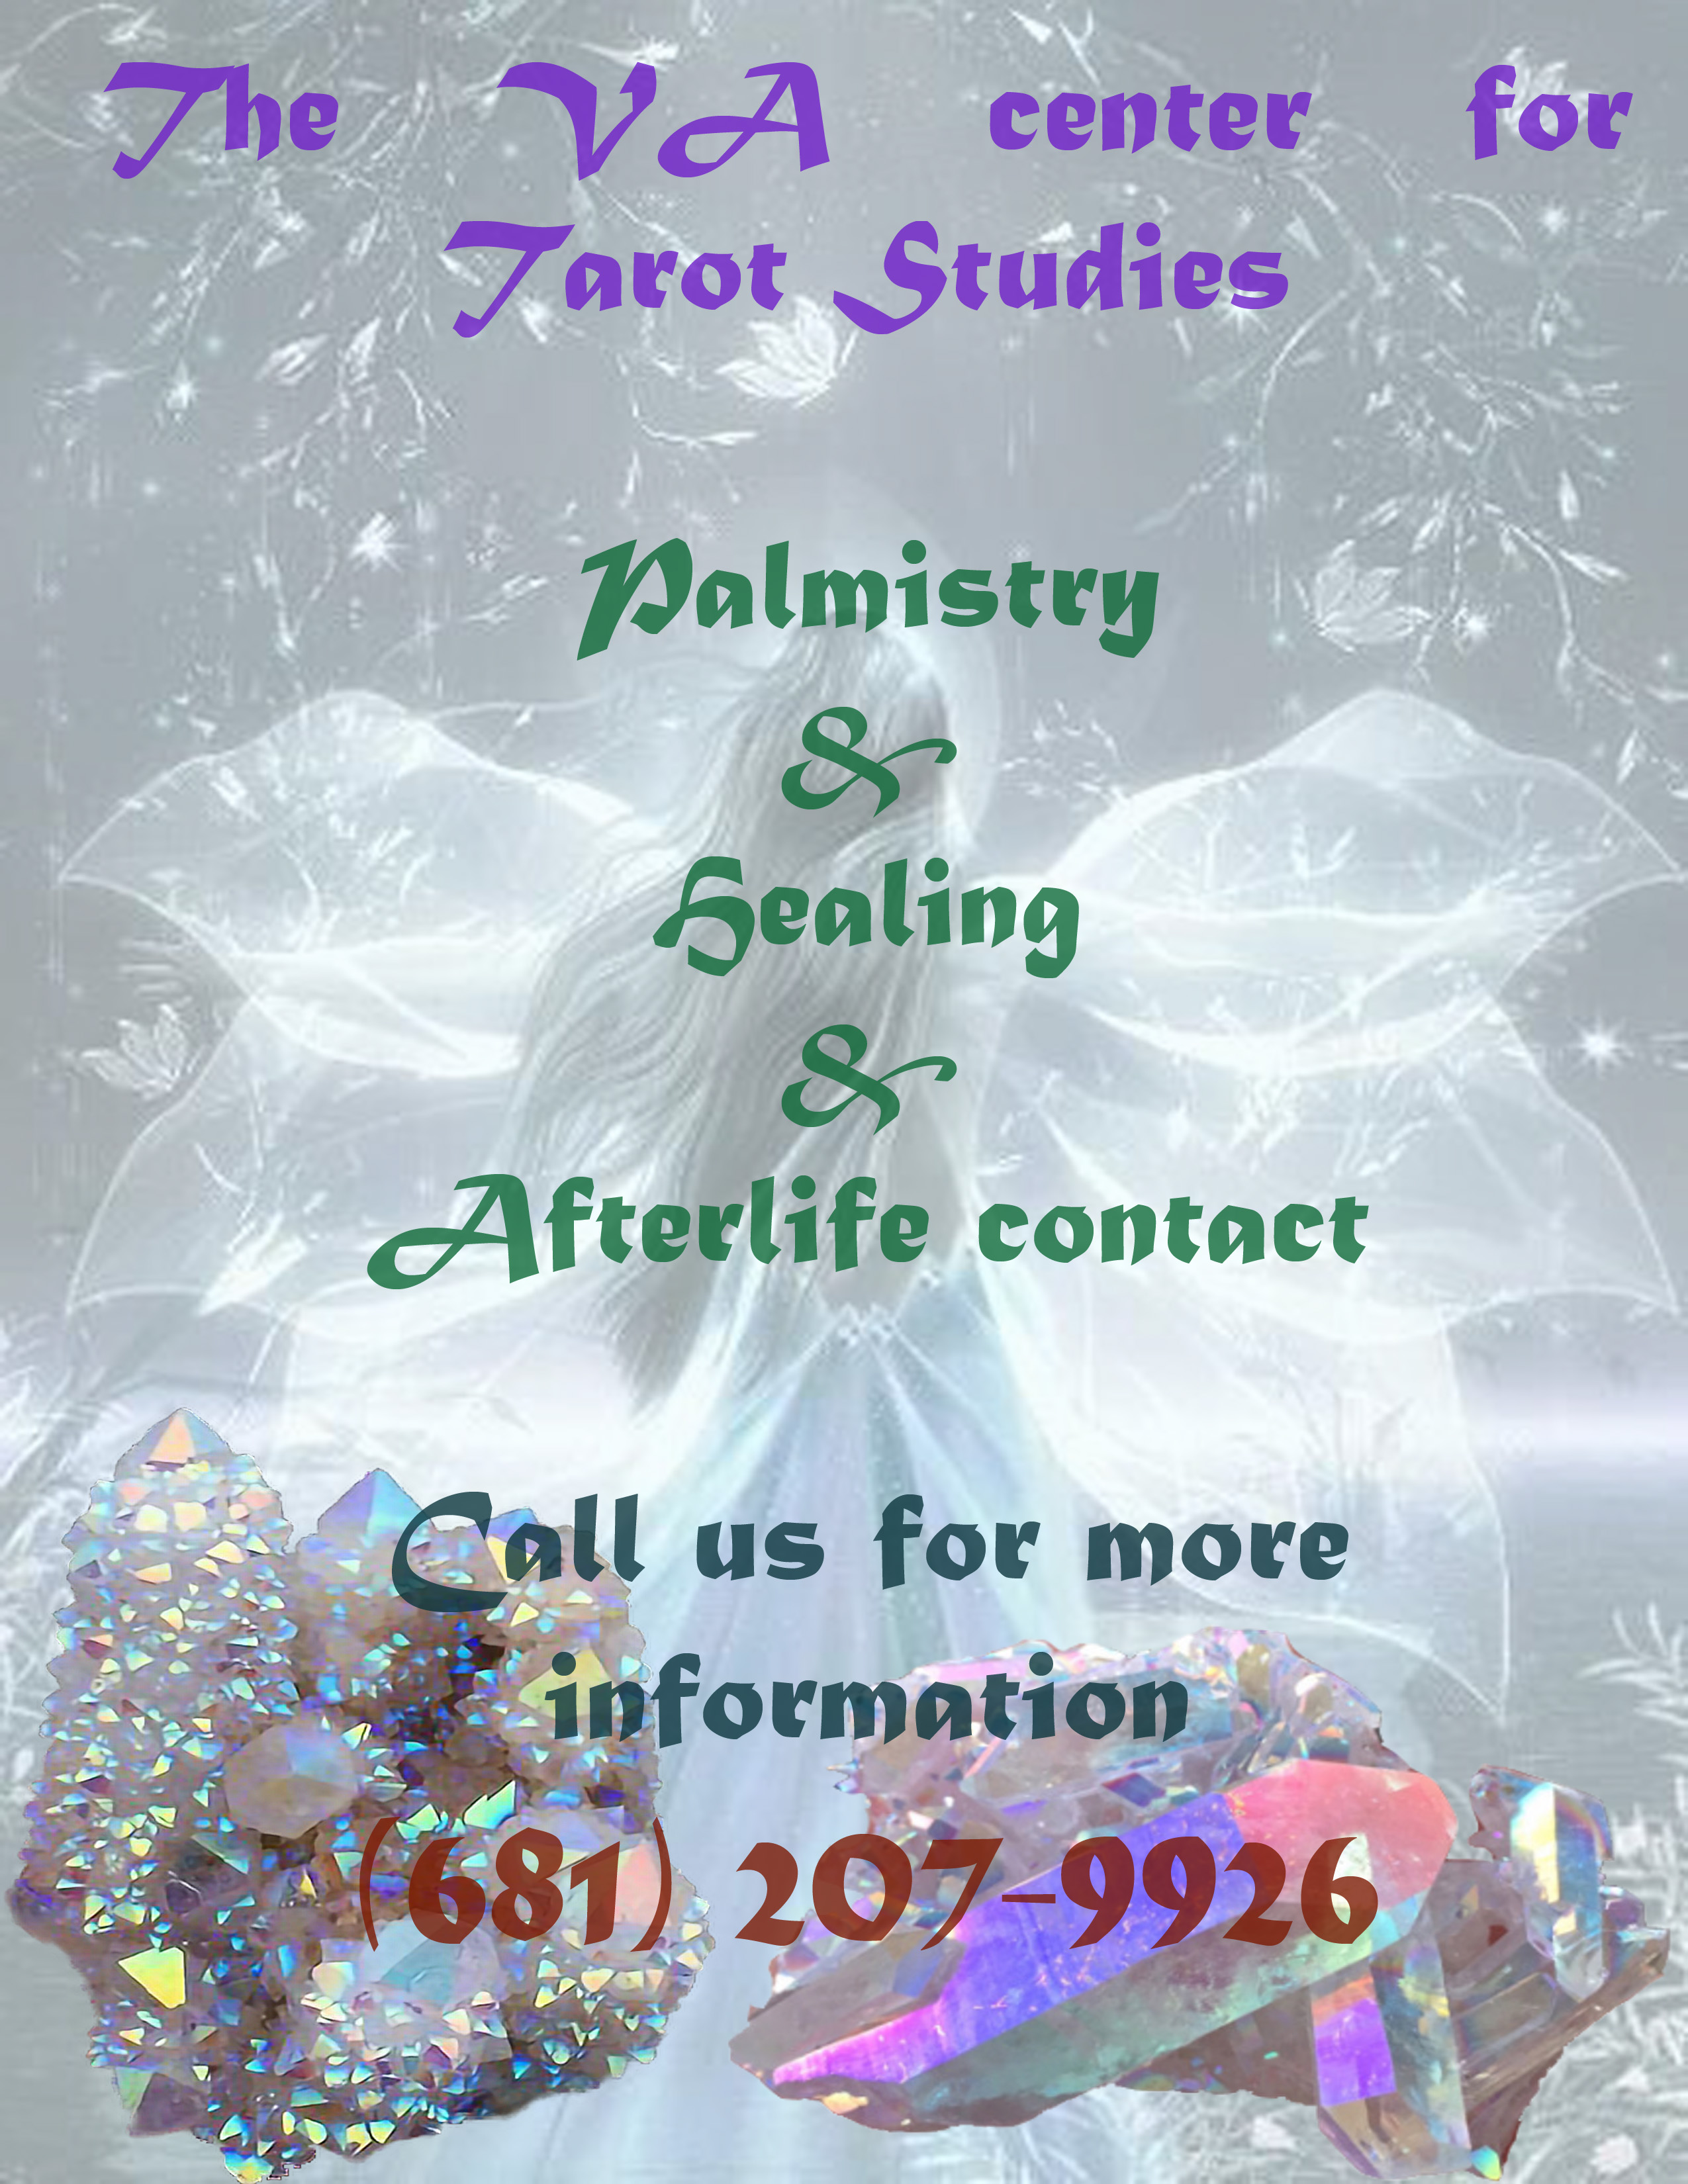 The VA center for
Tarot Studies
Palmistry
&
Healing
&
Afterlife contact
Call us for more
information
(681) 207-9926